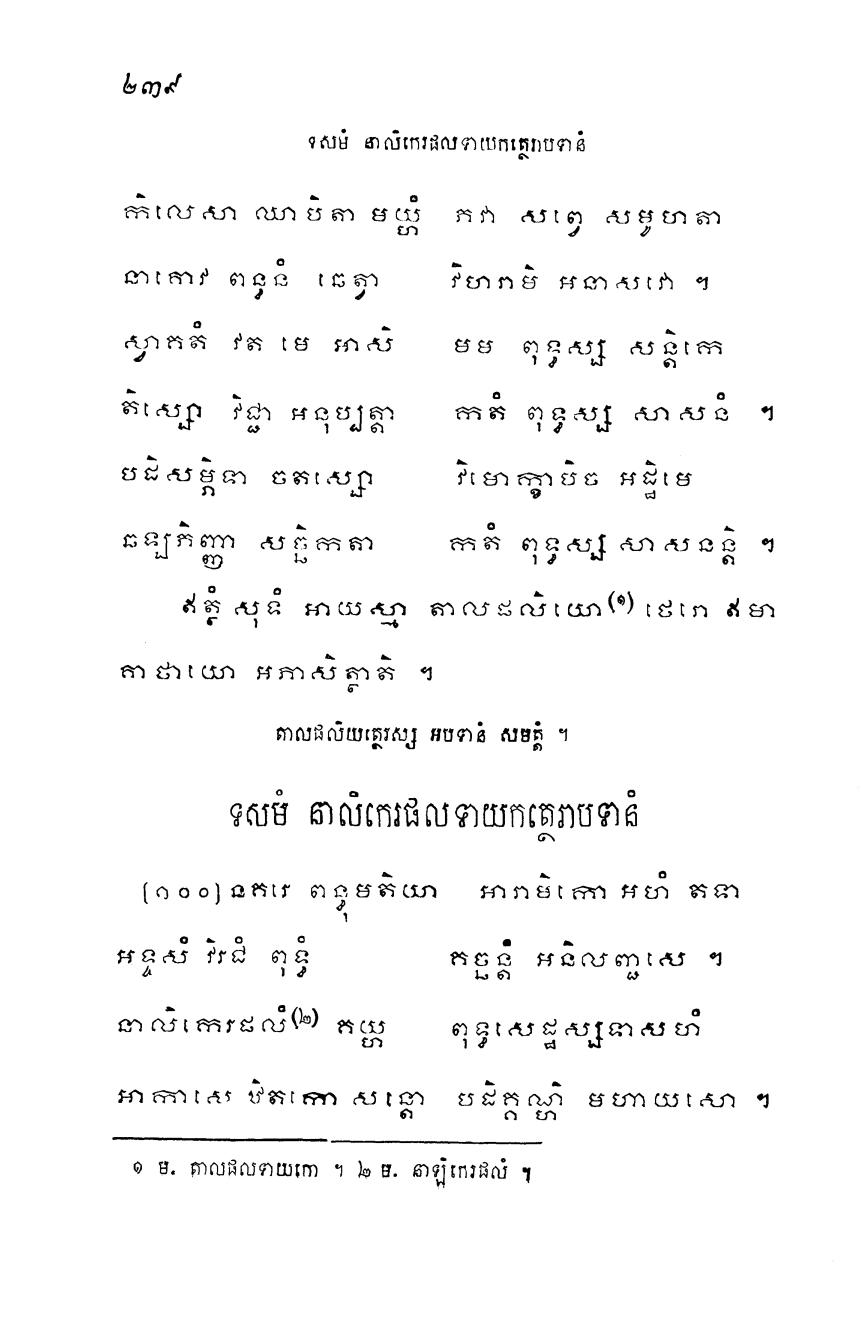 ២៣៩
ទសមំ នាលិកេរផលទាយកត្ថេរាបទានំ
កិលេសា ឈាបិតា មយ្ហំ ភវា សព្វេ សមូហតា
នាគោវ ពន្ធនំ ឆេត្វា វិហរាមិ អនាសវោ ។
ស្វាគតំ វត មេ អាសិ មម ពុទ្ធស្ស សន្តិកេ
តិស្សោ វិជ្ជា អនុប្បត្តា កតំ ពុទ្ធស្ស សាសនំ ។
បដិសម្ភិទា ចតស្សោ វិមោក្ខាបិច អដ្ឋិមេ
ឆឡភិញ្ញា សច្ឆិកតា កតំ ពុទ្ធស្ស សាសនន្តិ ។
ឥត្ថំ សុទំ អាយស្មា តាលផលិយោ(១) ថេរោ ឥមា
គាថាយោ អភាសិត្ថាតិ ។
តាលផលិយត្ថេរស្ស អបទានំ សមត្តំ ។
ទសមំ នាលិកេរផលទាយកត្ថេរាបទានំ
[១០០] នគរេ ពន្ធុមតិយា អារាមិកោ អហំ តទា
អទ្ទសំ វិរជំ ពុទ្ធំ គច្ឆន្តំ អនិលញ្ជសេ ។
នាលិកេរផលំ(២) គយ្ហ ពុទ្ធសេដ្ឋស្សទាសហំ
អាកាសេ ឋិតកោ សន្តោ បដិគ្គណ្ហិ មហាយសោ ។
១ ម. តាលផលទាយកោ ។ ២ ម. នាឡិកេរផលំ ។